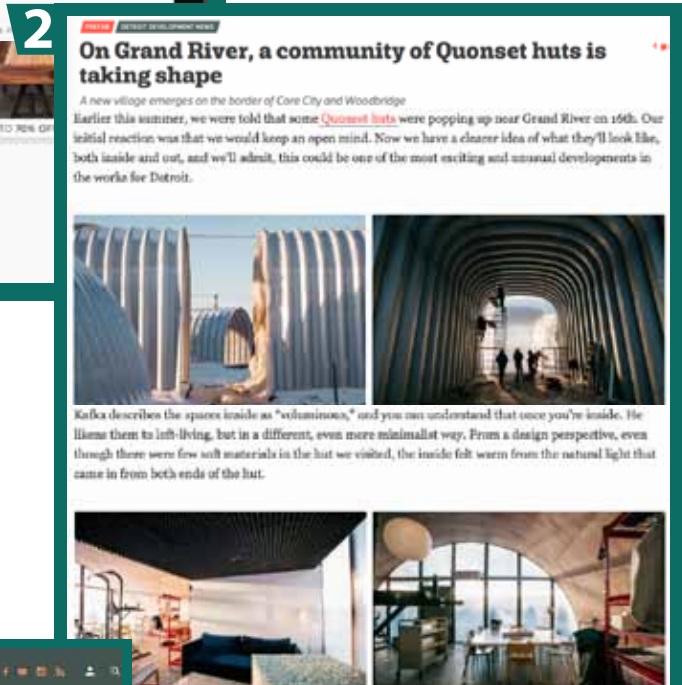 2
PREFAB DETROIT DEVELOPMENT NEWS
On Grand River, a community of Quonset huts is
taking shape
A new village emerges on the border of Core City and Woodbridge
Earlier this summer, we were told that some Quonset huts were popping up near Grand River on 16th. Our
initial reaction was that we would keep an open mind. Now we have a clearer idea of what they'll look like,
both inside and out, and we'll admit, this could be one of the most exciting and unusual developments in
the works for Detroit.
TO 70% OFF
Kafka describes the spaces inside as "voluminous," and you can understand that once you're inside. He
likens them to loft-living, but in a different, even more minimalist way. From a design perspective, even
though there were few soft materials in the hut we visited, the inside felt warm from the natural light that
came in from both ends of the hut.